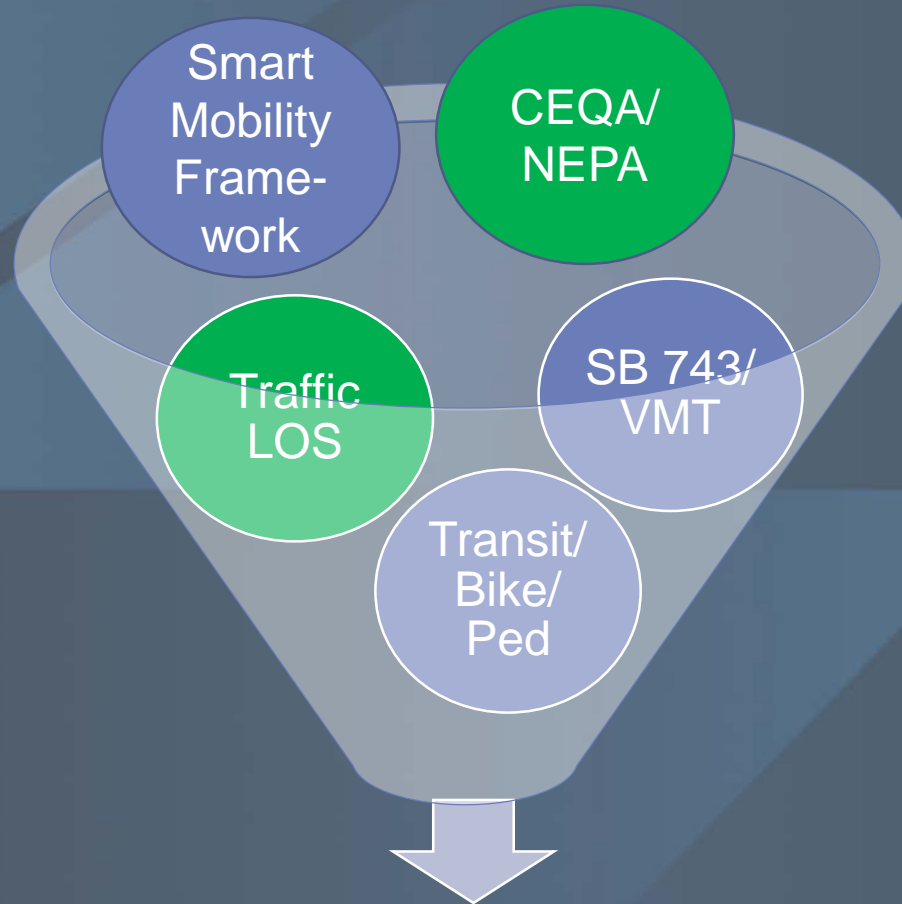 Smart
Mobility
Frame-
work
CEQA/
NEPA
Traffic
LOS
SB 743/
VMT
Transit/
Bike/
Ped